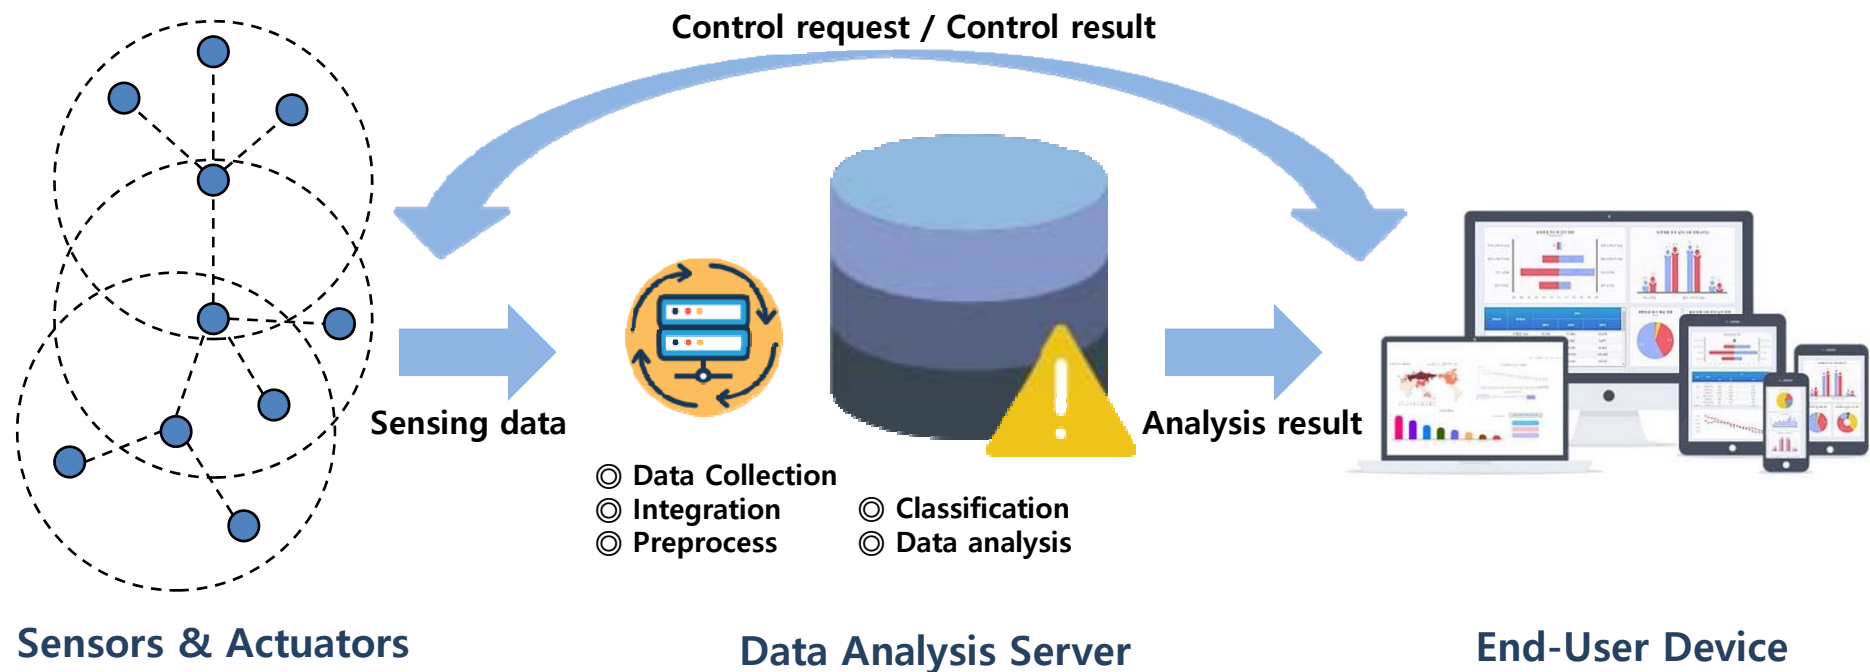 Control request / Control result
Sensing data
◎ Data Collection
◎ Integration
◎ Preprocess
◎ Classification
◎ Data analysis
Analysis result
Sensors & Actuators
Data Analysis Server
End-User Device